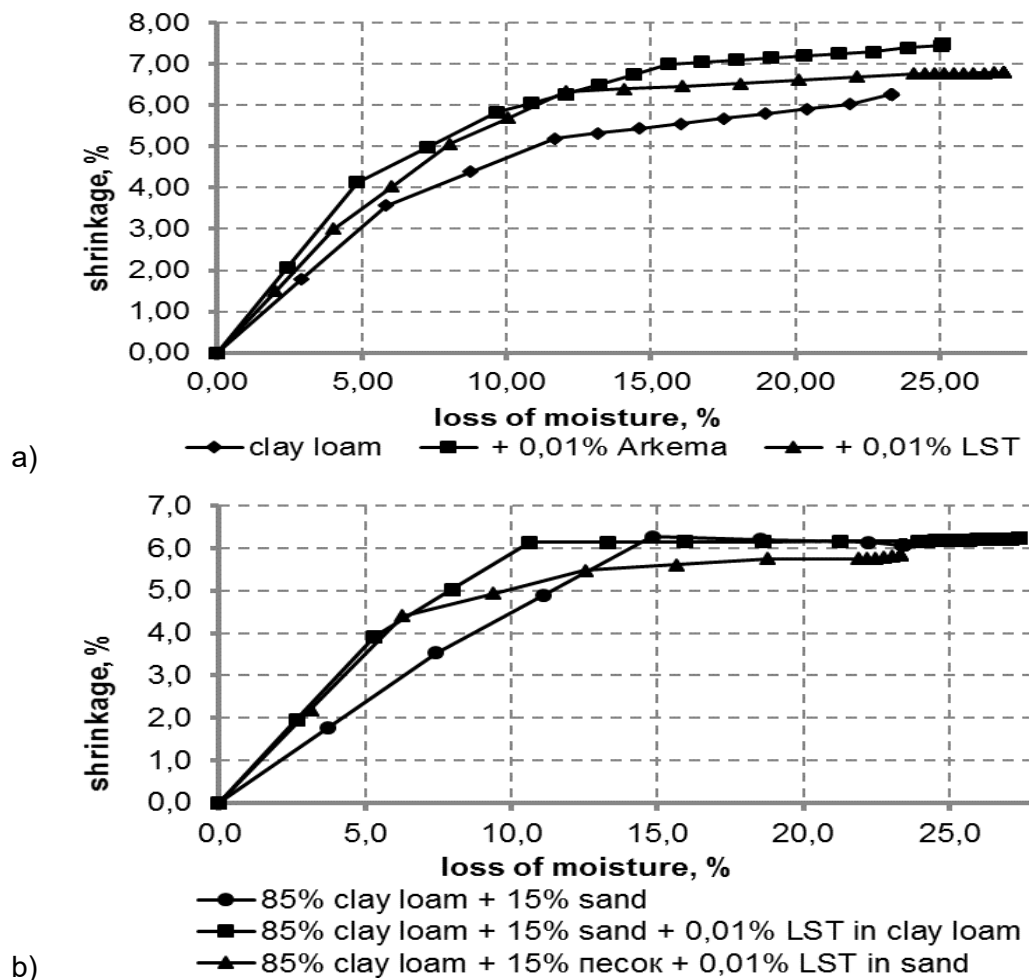 8,00
7,00
6,00
5,00
4,00
3,00
2,00
1,00
0,00
shrinkage, %
0,00 5,00 10,00 15,00 20,00 25,00
loss of moisture, %
clay loam + 0,01% Arkema + 0,01% LST
a)
7,0
6,0
5,0
4,0
3,0
2,0
1,0
0,0
shrinkage, %
0,0 5,0 10,0 15,0 20,0 25,0
loss of moisture, %
85% clay loam + 15% sand
85% clay loam + 15% sand + 0,01% LST in clay loam
85% clay loam + 15% песок + 0,01% LST in sand
b)